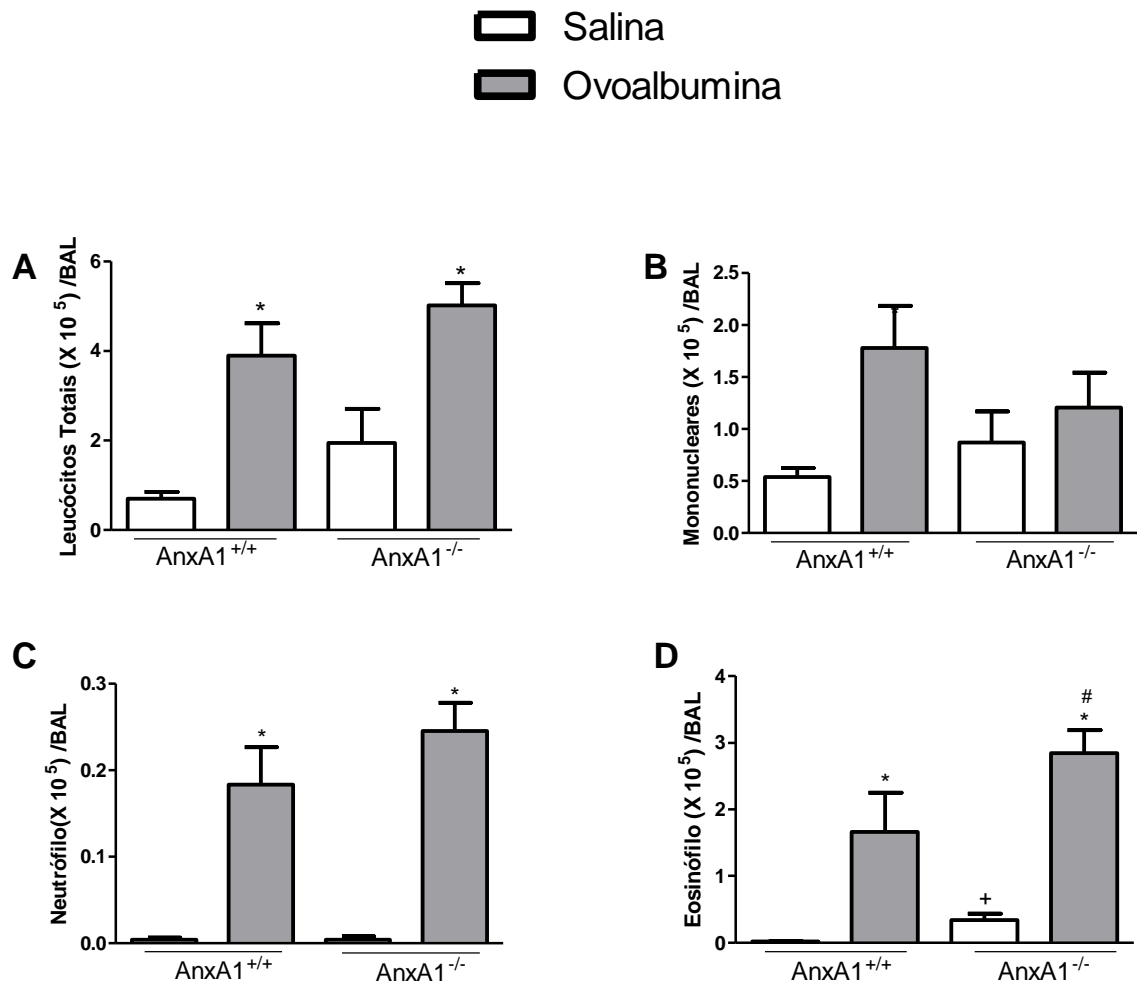 Salina
Ovoalbumina
A
Leucócitos Totais (X 10 5) /BAL
6
4
2
0
*
*
AnxA1+/+
AnxA1-/-
B
Mononucleares (X 10 5) /BAL
2.5
2.0
1.5
1.0
0.5
0.0
*
AnxA1+/+
AnxA1-/-
C
Neutrófilo(X 10 5) /BAL
0.3
0.2
0.1
0.0
*
*
AnxA1+/+
AnxA1-/-
D
Eosinófilo (X 10 5) /BAL
4
3
2
1
0
*
+
#
*
AnxA1+/+
AnxA1-/-